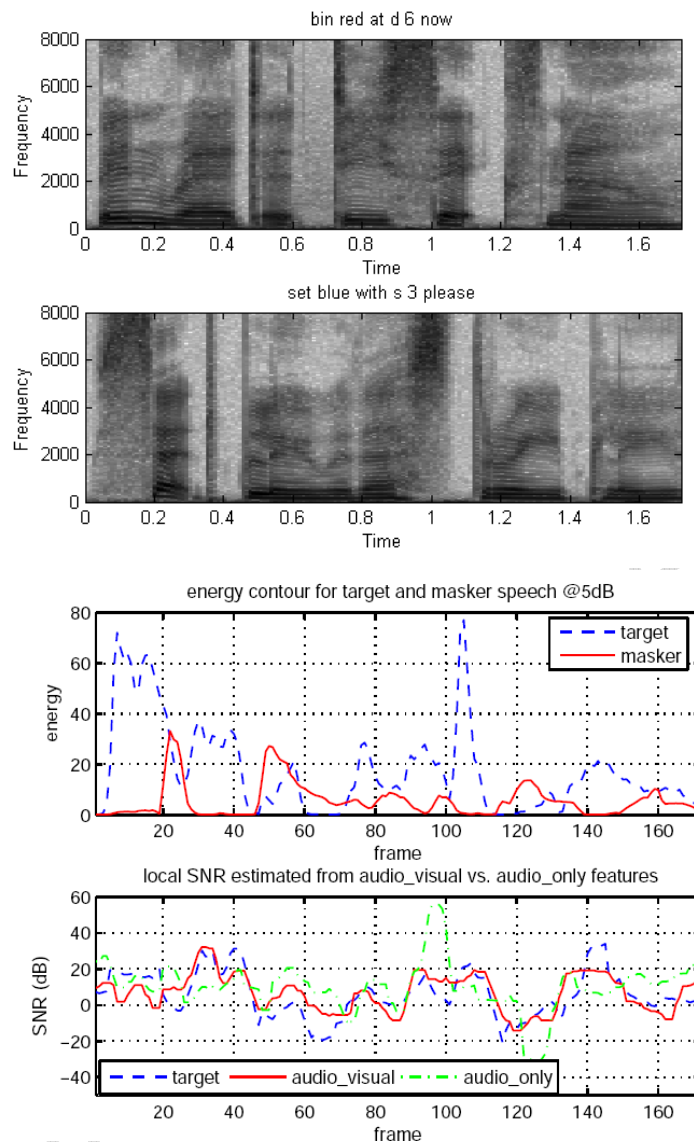 bin red at d 6 now
8000
6000
4000
2000
0
Frequency
0 0.2 0.4 0.6 0.8 1 1.2 1.4 1.6
Time
set blue with s 3 please
8000
6000
4000
2000
0
Frequency
0 0.2 0.4 0.6 0.8 1 1.2 1.4 1.6
Time
energy contour for target and masker speech @5dB
80
60
40
20
0
energy
target
masker
20 40 60 80 100 120 140 160
frame
local SNR estimated from audio_visual vs. audio_only features
60
40
20
0
−20
−40
SNR (dB)
target audio_visual audio_only
20 40 60 80 100 120 140 160
frame